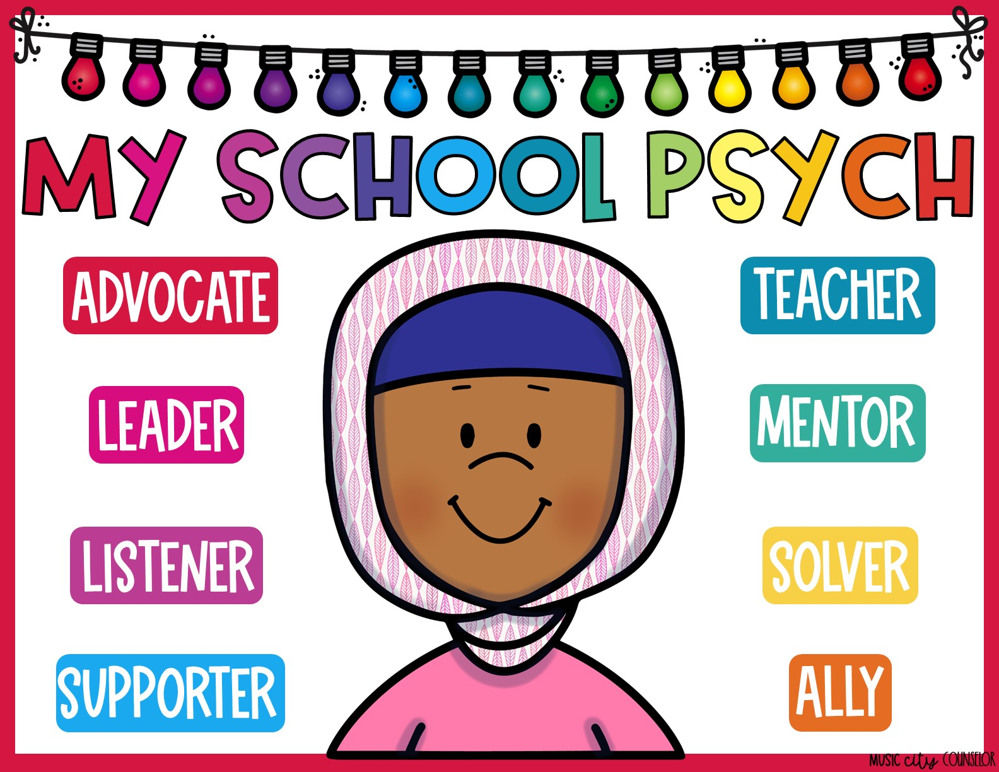 MY SCHOOL PSYCH
ADVOCATE
TEACHER
LEADER
MENTOR
LISTENER
SOLVER
SUPPORTER
ALLY
MUSIC city COUNSELOR